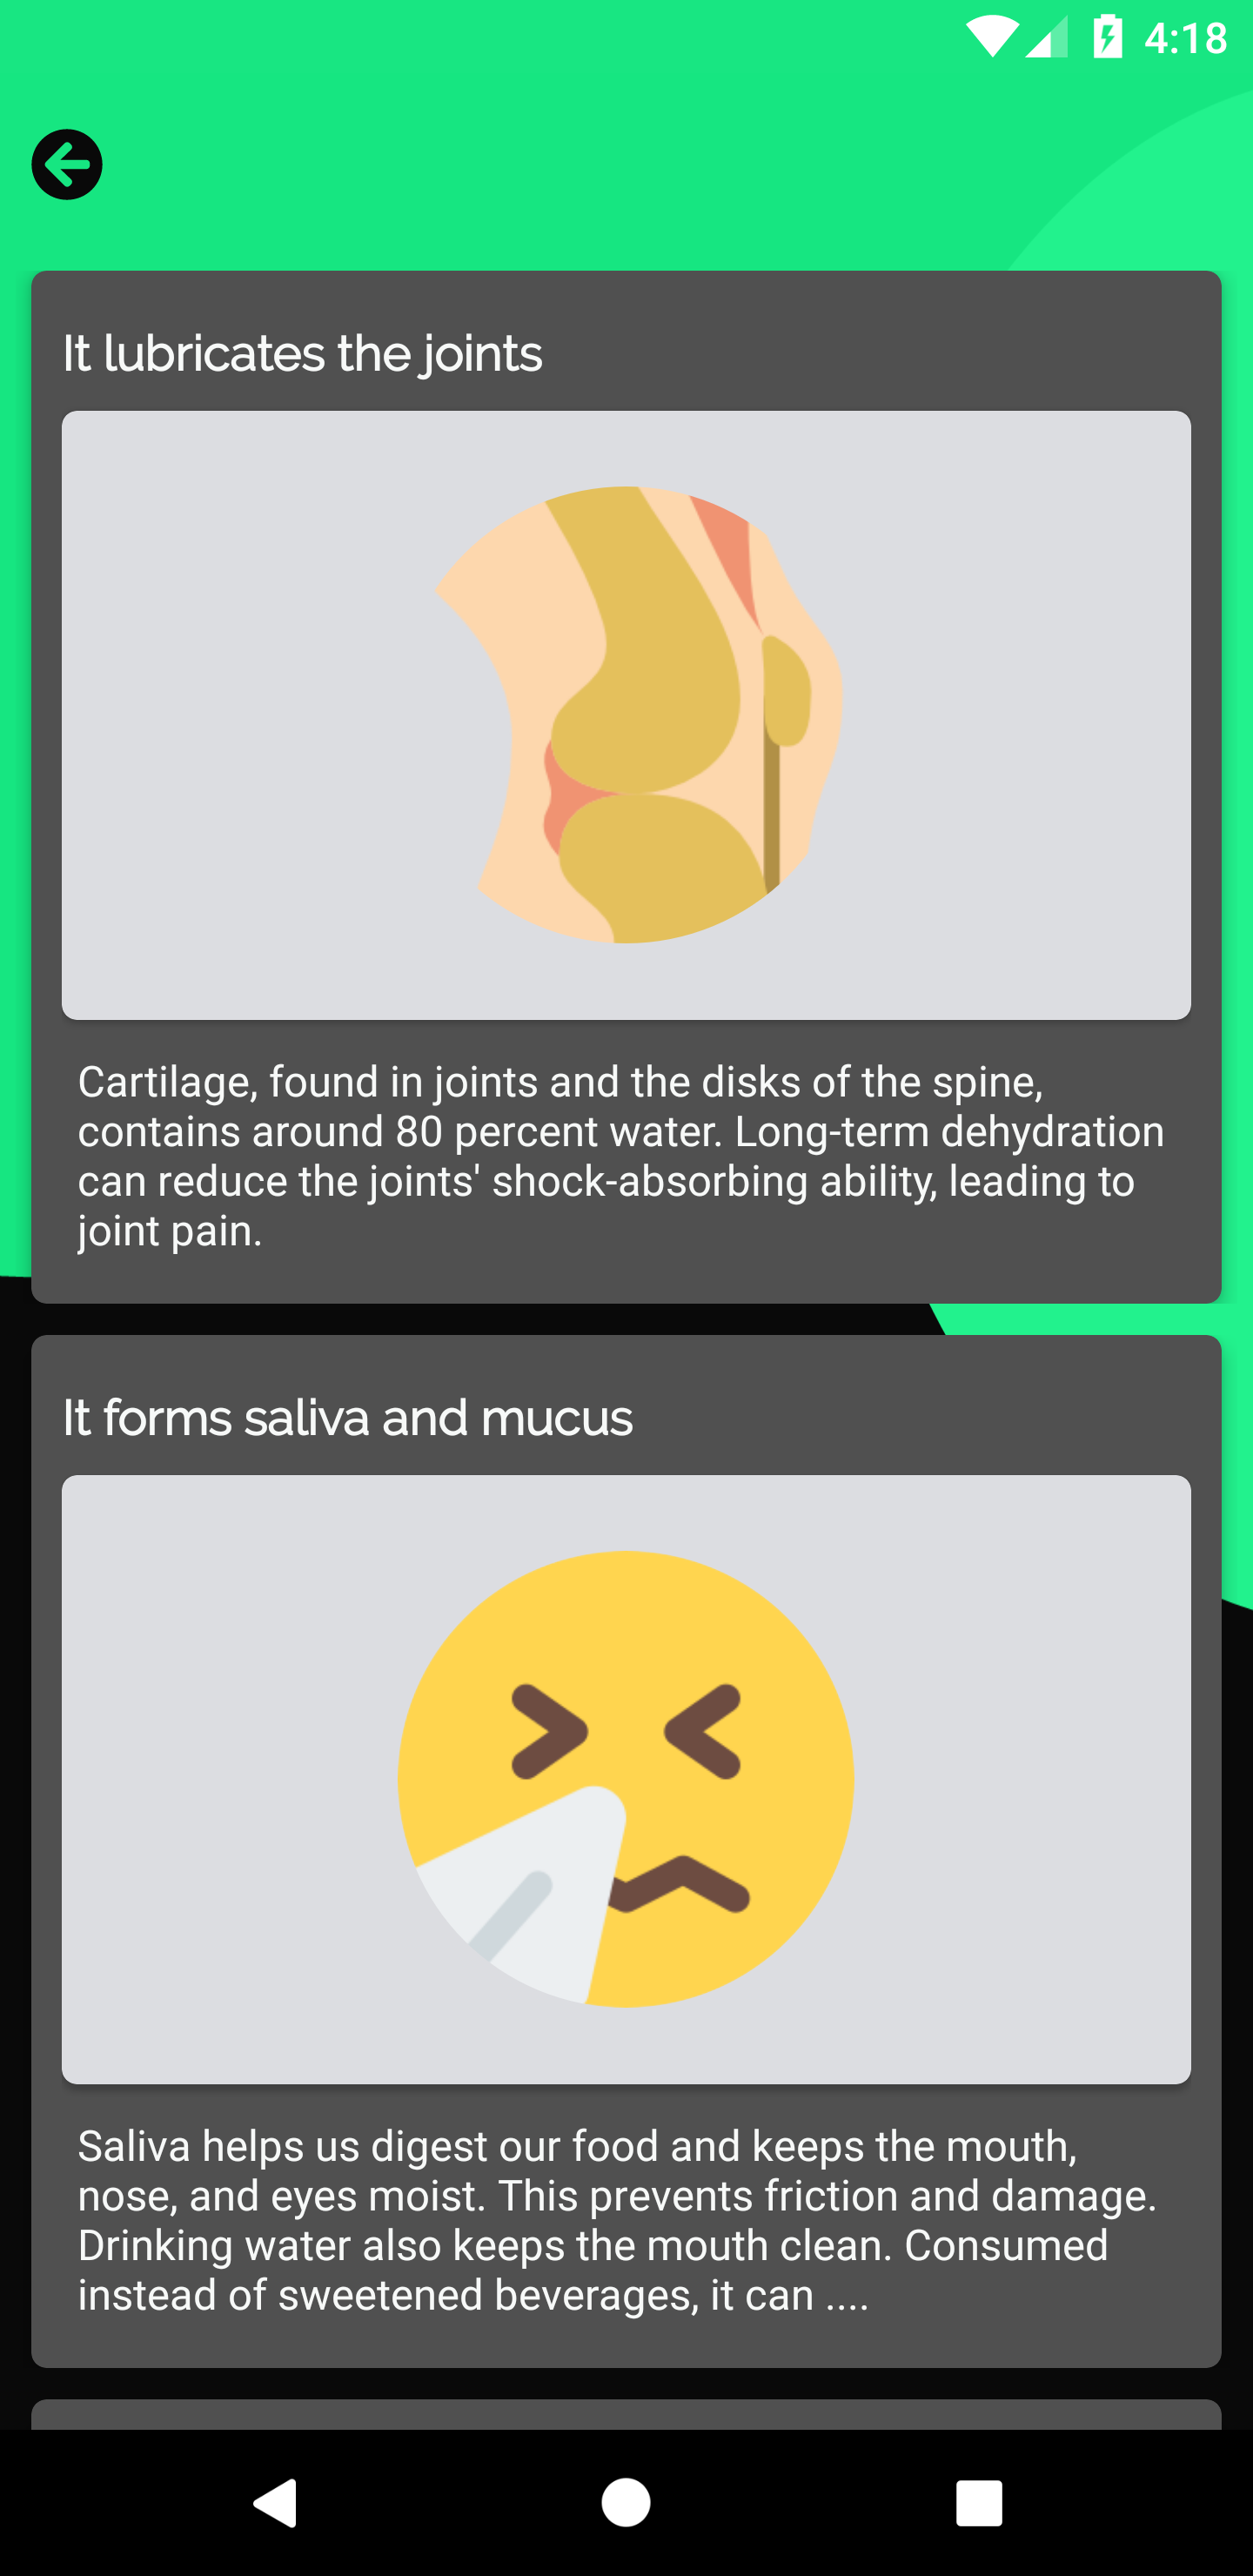 4:18
It lubricates the joints
Cartilage, found in joints and the disks of the spine,
contains around 80 percent water. Long-term dehydration
can reduce the joints' shock-absorbing ability, leading to
joint pain.
It forms saliva and mucus
Saliva helps us digest our food and keeps the mouth,
nose, and eyes moist. This prevents friction and damage.
Drinking water also keeps the mouth clean. Consumed
instead of sweetened beverages, it can ....